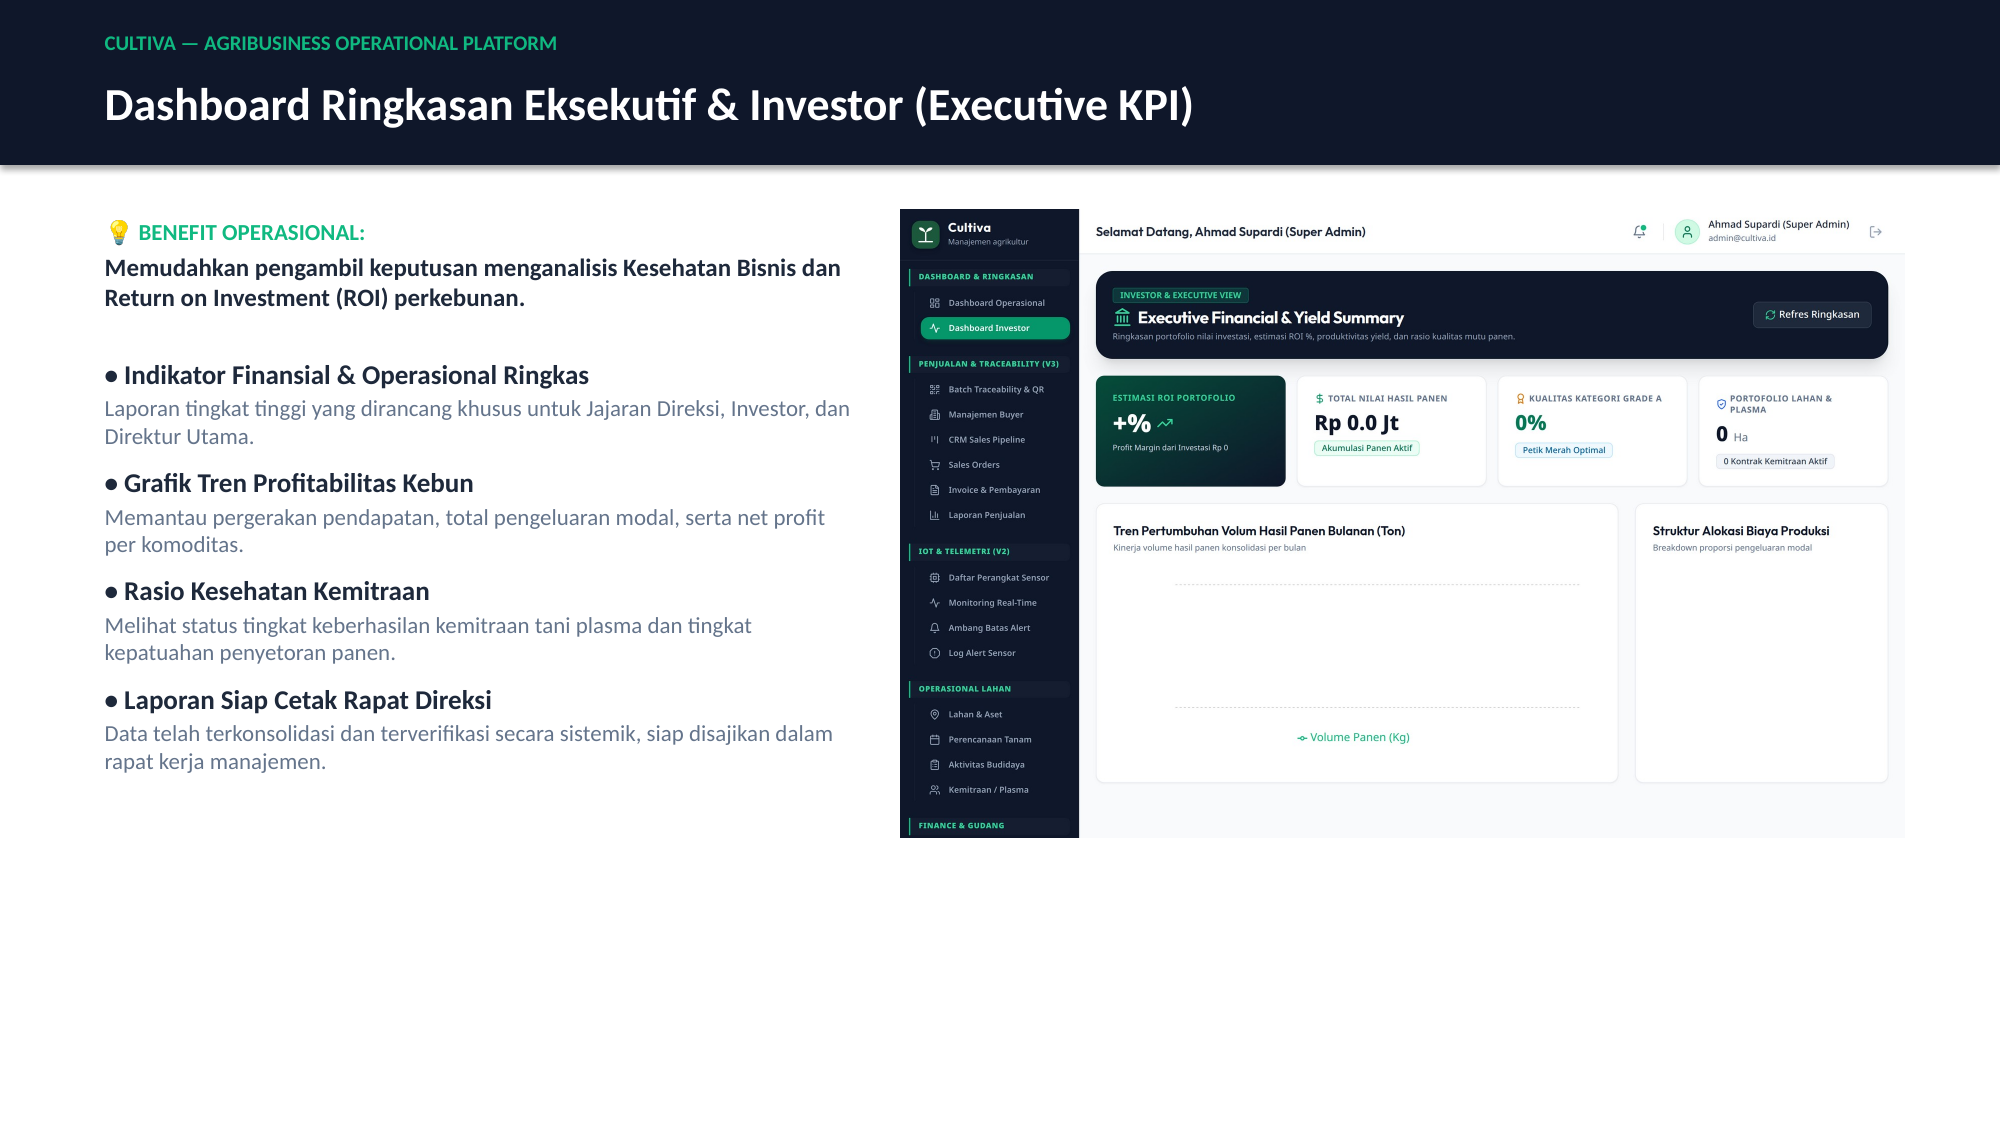 CULTIVA — AGRIBUSINESS OPERATIONAL PLATFORM
Dashboard Ringkasan Eksekutif & Investor (Executive KPI)
💡 BENEFIT OPERASIONAL:
Memudahkan pengambil keputusan menganalisis Kesehatan Bisnis dan
Return on Investment (ROI) perkebunan.
● Indikator Finansial & Operasional Ringkas
Laporan tingkat tinggi yang dirancang khusus untuk Jajaran Direksi, Investor, dan
Direktur Utama.
● Grafik Tren Profitabilitas Kebun
Memantau pergerakan pendapatan, total pengeluaran modal, serta net profit
per komoditas.
● Rasio Kesehatan Kemitraan
Melihat status tingkat keberhasilan kemitraan tani plasma dan tingkat
kepatuhan penyetoran panen.
● Laporan Siap Cetak Rapat Direksi
Data telah terkonsolidasi dan terverifikasi secara sistemik, siap disajikan dalam
rapat kerja manajemen.
Cultiva
Manajemen agrikultur
DASHBOARD & RINGKASAN
Dashboard Operasional
Dashboard Investor
PENJUALAN & TRACEABILITY (V3)
Batch Traceability & QR
Manajemen Buyer
CRM Sales Pipeline
Sales Orders
Invoice & Pembayaran
Laporan Penjualan
IOT & TELEMETRI (V2)
Daftar Perangkat Sensor
Monitoring Real-Time
Ambang Batas Alert
Log Alert Sensor
OPERASIONAL LAHAN
Lahan & Aset
Perencanaan Tanam
Aktivitas Budidaya
Kemitraan / Plasma
FINANCE & GUDANG
Selamat Datang, Ahmad Supardi (Super Admin)
Ahmad Supardi (Super Admin)
admin@cultiva.id
INVESTOR & EXECUTIVE VIEW
Executive Financial & Yield Summary
Ringkasan portofolio nilai investasi, estimasi ROI %, produktivitas yield, dan rasio kualitas mutu panen.
Refres Ringkasan
ESTIMASI ROI PORTOFOLIO
+%
Profit Margin dari Investasi Rp 0
TOTAL NILAI HASIL PANEN
Rp 0.0 Jt
Akumulasi Panen Aktif
KUALITAS KATEGORI GRADE A
0%
Petik Merah Optimal
PORTOFOLIO LAHAN &
PLASMA
0 Ha
0 Kontrak Kemitraan Aktif
Tren Pertumbuhan Volum Hasil Panen Bulanan (Ton)
Kinerja volume hasil panen konsolidasi per bulan
Volume Panen (Kg)
Struktur Alokasi Biaya Produksi
Breakdown proporsi pengeluaran modal